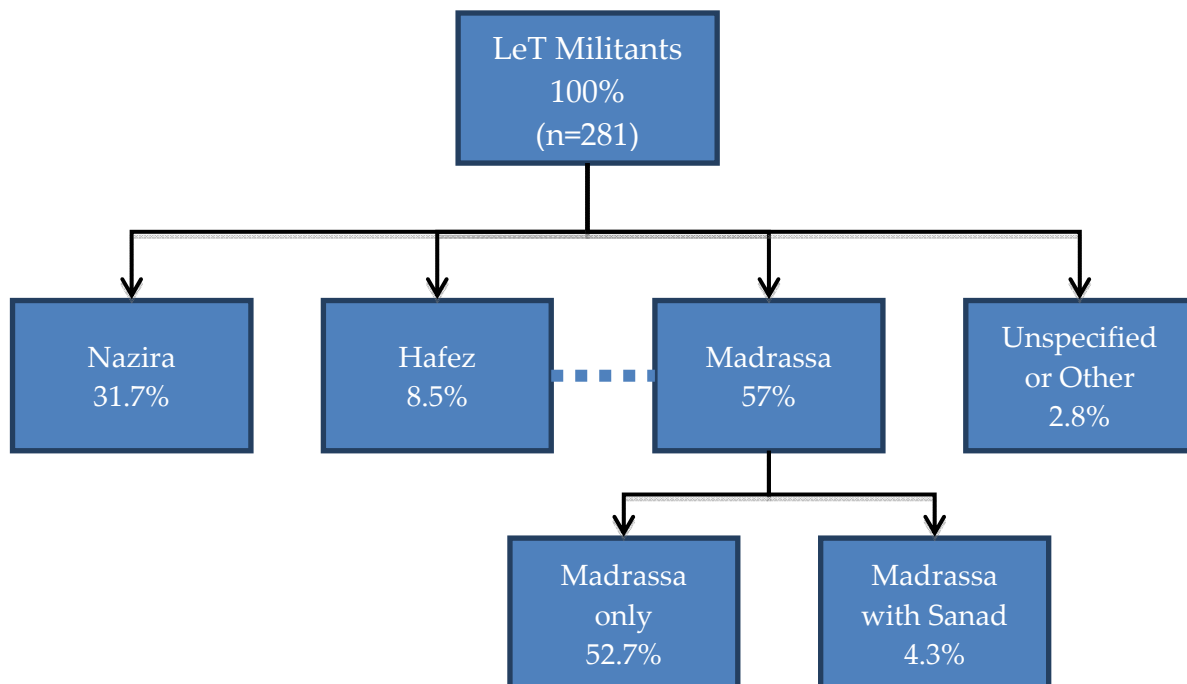 LeT Militants
100%
(n=281)
Nazira
31.7%
Hafez
8.5%
Madrassa
57%
Unspecified
or Other
2.8%
Madrassa
only
52.7%
Madrassa
with Sanad
4.3%